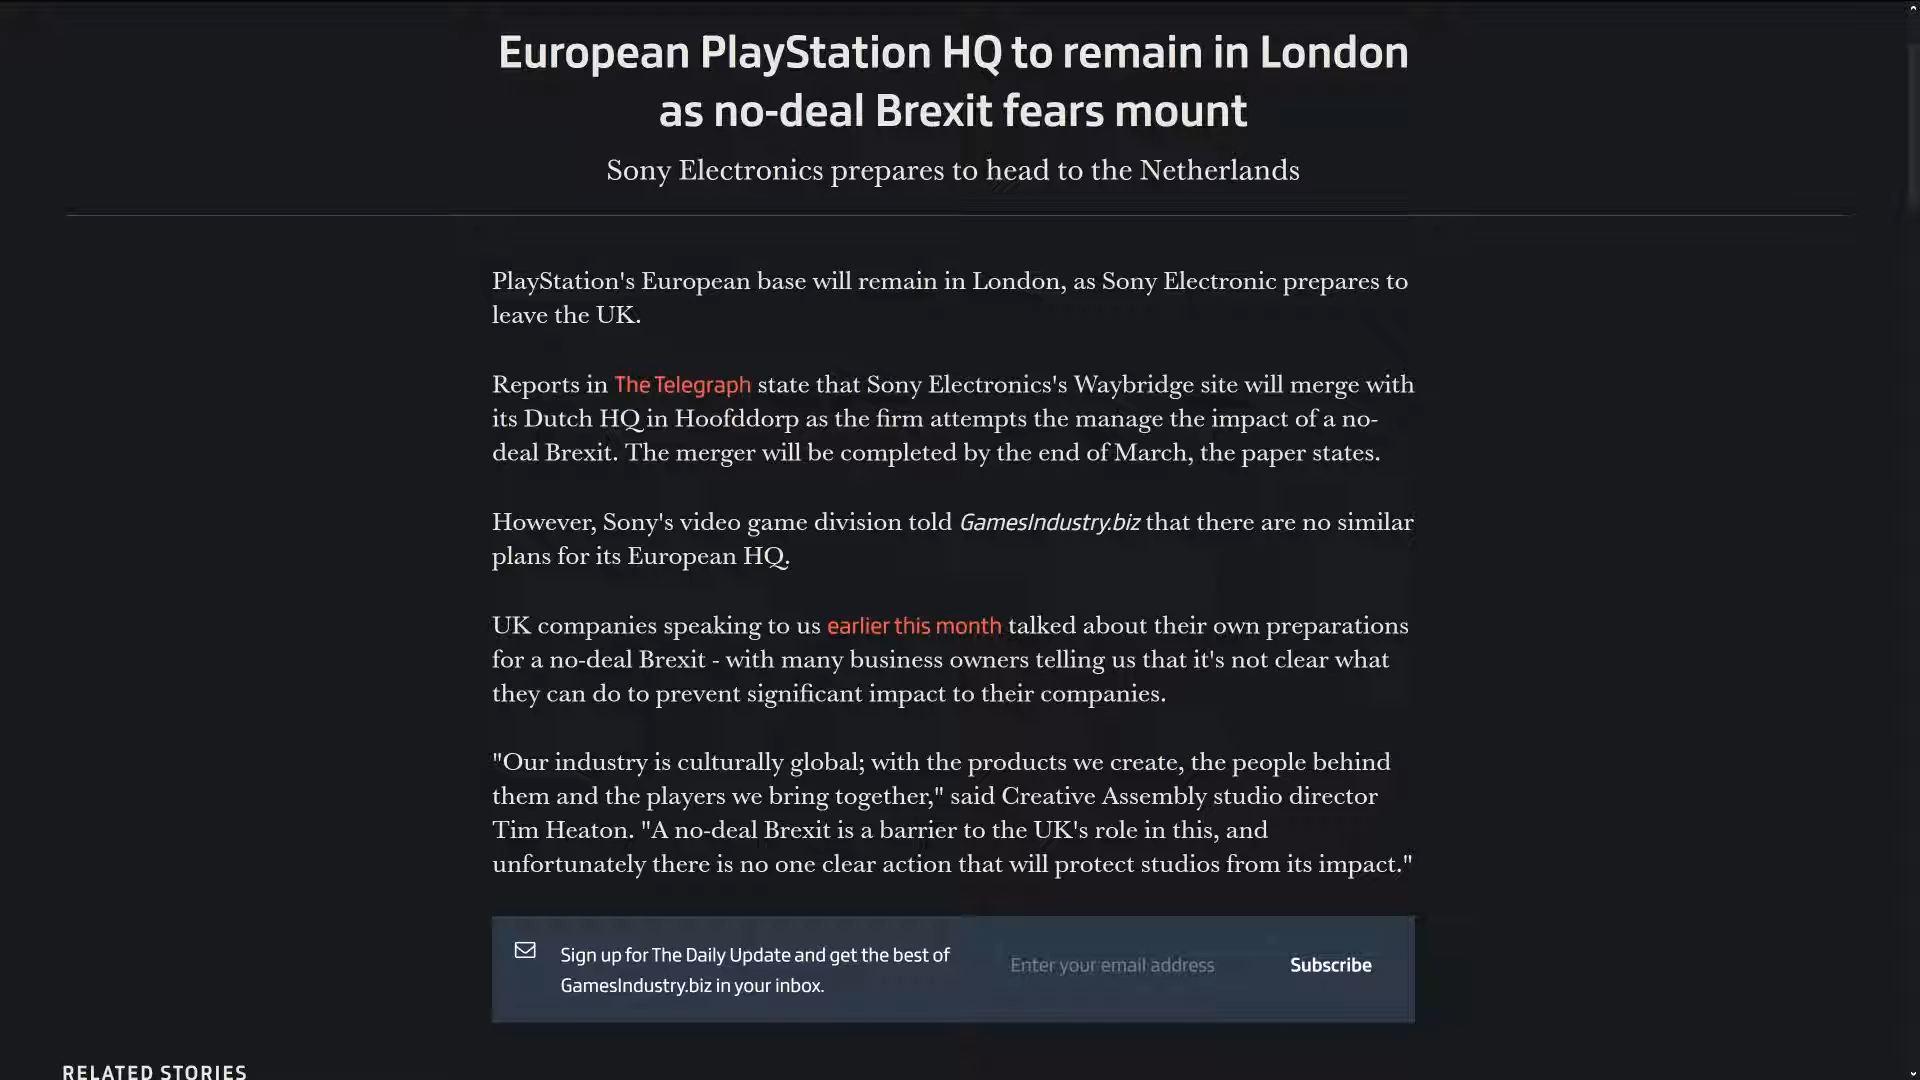 European PlayStation HQ to remain in London
as no-deal Brexit fears mount
Sony Electronics prepares to head to the Netherlands
PlayStation's European base will remain in London, as Sony Electronic prepares to
leave the UK.
Reports in The Telegraph state that Sony Electronics's Waybridge site will merge with
its Dutch HQ in Hoofddorp as the firm attempts the manage the impact of a no-
deal Brexit. The merger will be completed by the end of March, the paper states.
However, Sony's video game division told GamesIndustry.biz that there are no similar
plans for its European HQ.
UK companies speaking to us earlier this month talked about their own preparations
for a no-deal Brexit - with many business owners telling us that it's not clear what
they can do to prevent significant impact to their companies.
"Our industry is culturally global; with the products we create, the people behind
them and the players we bring together," said Creative Assembly studio director
Tim Heaton. "A no-deal Brexit is a barrier to the UK's role in this, and
unfortunately there is no one clear action that will protect studios from its impact."
Sign up for The Daily Update and get the best of
GamesIndustry.biz in your inbox.
Enter your email address
Subscribe
RELATED STORIES